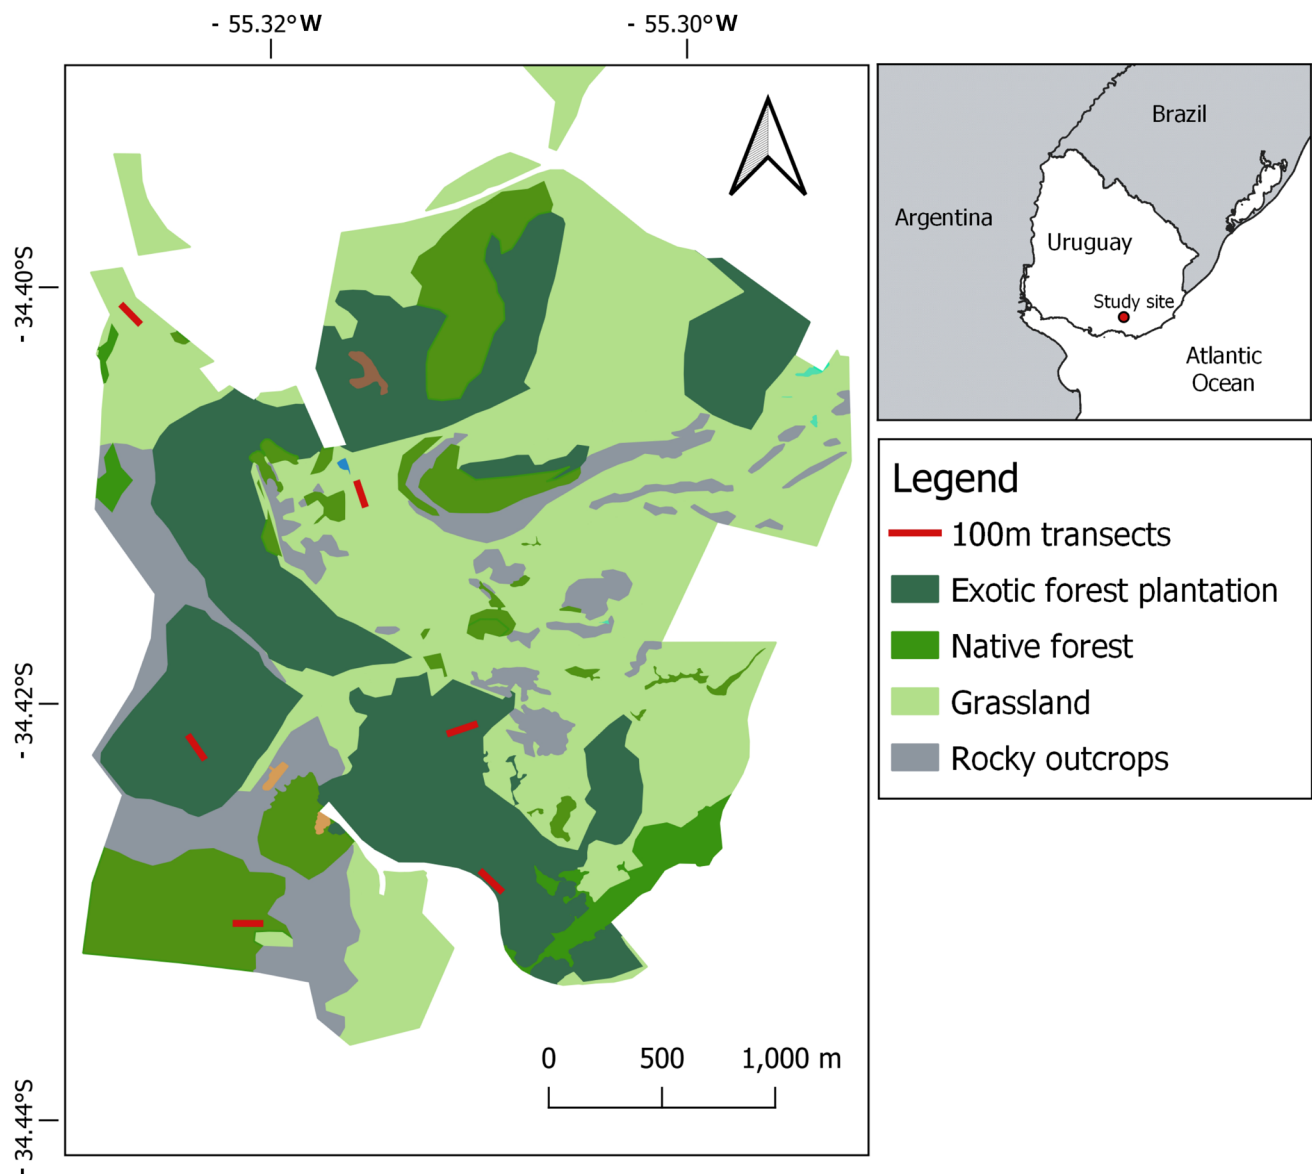 - 55.32°W
- 55.30°W
- 34.40°S
- 34.42°S
- 34.44°S
0 500 1,000 m
Brazil
Argentina
Uruguay
Study site
Atlantic
Ocean
Legend
100m transects
Exotic forest plantation
Native forest
Grassland
Rocky outcrops